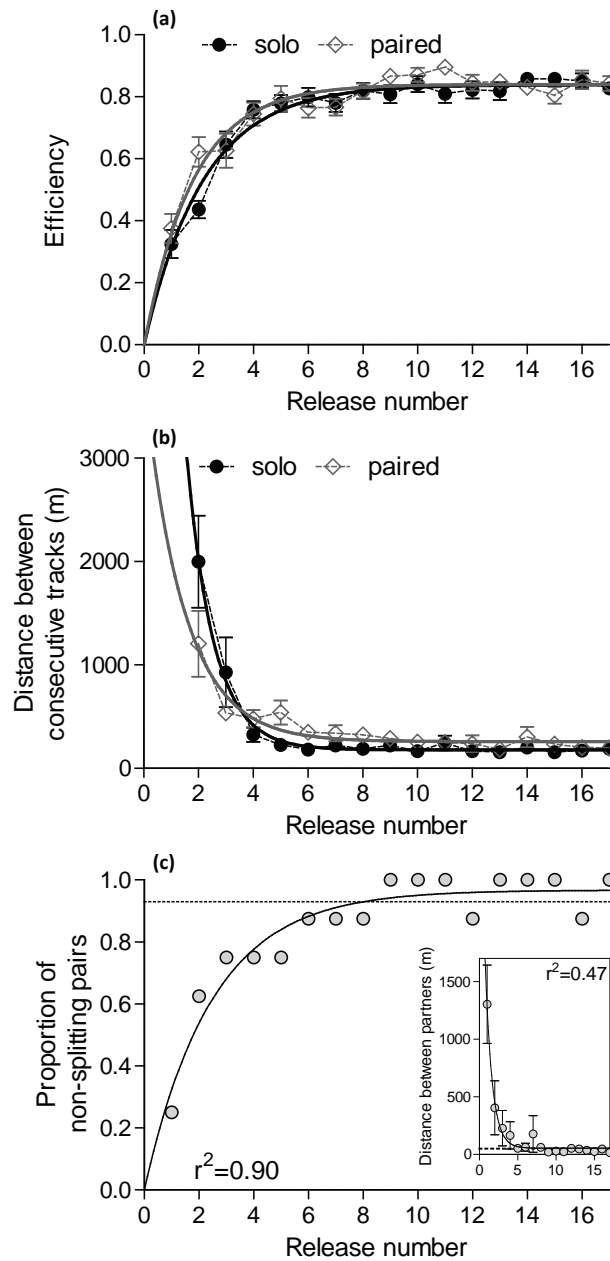 (a)
solo paired
1.0
0.8
0.6
0.4
0.2
0.0
Efficiency
0 2 4 6 8 10 12 14 16
Release number
(b)
solo paired
3000
2000
1000
0
Distance between
consecutive tracks (m)
0 2 4 6 8 10 12 14 16
Release number
(c)
1.0
0.8
0.6
0.4
0.2
0.0
Proportion of
non-splitting pairs
r²=0.90
r²=0.47
1500
1000
500
0
Distance between partners (m)
0 5 10 15
0 2 4 6 8 10 12 14 16
Release number